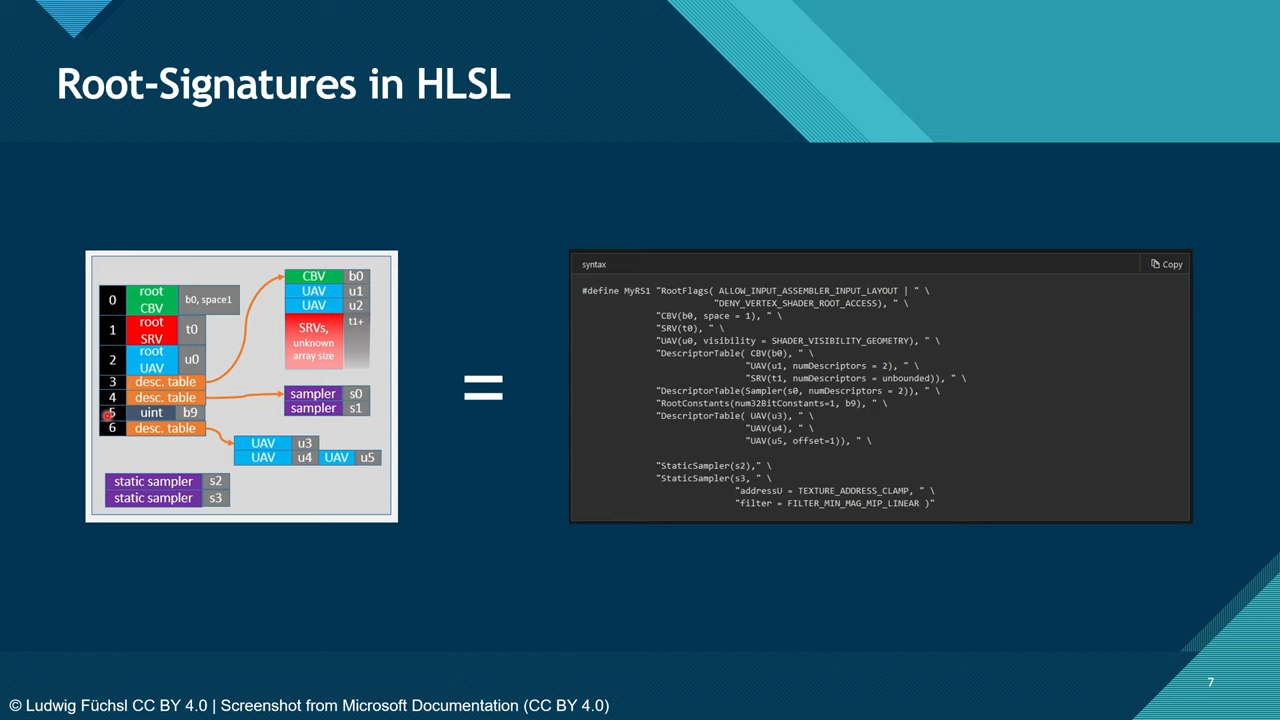 Root-Signatures in HLSL
0 root CBV b0, space1
1 root SRV t0
2 root UAV u0
3 desc. table
4 desc. table
5 uint b9
6 desc. table
CBV b0
UAV u1
UAV u2
SRVs, unknown array size t1+
sampler s0
sampler s1
UAV u3
UAV u4 UAV u5
static sampler s2
static sampler s3
=
syntax
Copy
#define MyRS1 "RootFlags( ALLOW_INPUT_ASSEMBLER_INPUT_LAYOUT | " \
"DENY_VERTEX_SHADER_ROOT_ACCESS), " \
"CBV(b0, space = 1), " \
"SRV(t0), " \
"UAV(u0, visibility = SHADER_VISIBILITY_GEOMETRY), " \
"DescriptorTable( CBV(b0), " \
"UAV(u1, numDescriptors = 2), " \
"SRV(t1, numDescriptors = unbounded)), " \
"DescriptorTable(Sampler(s0, numDescriptors = 2)), " \
"RootConstants(num32BitConstants=1, b9), " \
"DescriptorTable( UAV(u3), " \
"UAV(u4), " \
"UAV(u5, offset=1)), " \
"StaticSampler(s2)," \
"StaticSampler(s3, " \
"addressU = TEXTURE_ADDRESS_CLAMP, " \
"filter = FILTER_MIN_MAG_MIP_LINEAR )"
7
© Ludwig Füchsl CC BY 4.0 | Screenshot from Microsoft Documentation (CC BY 4.0)